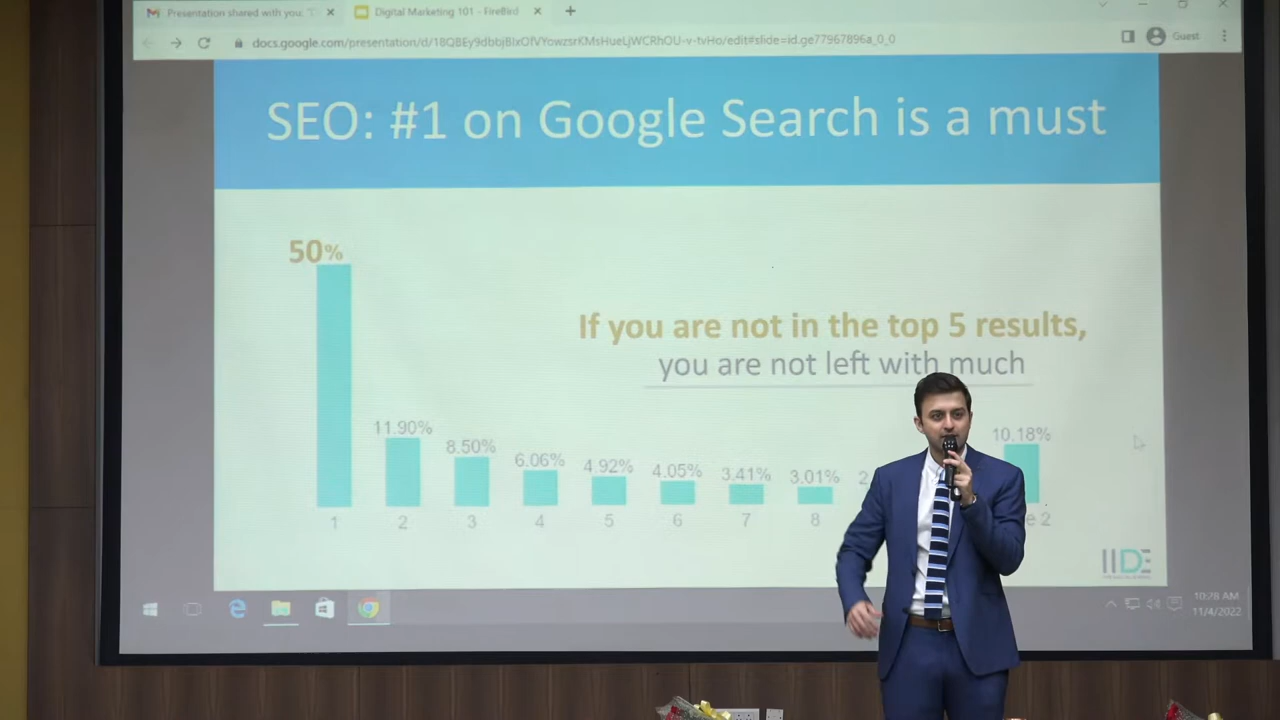 Presentation shared with you:
Digital Marketing 101 - FireBird
docs.google.com/presentation/d/18QBEy9dbbjBIxOfVYowzsrKMsHueLjWCRhOU-v-tvHo/edit#slide=id.ge77967896a_0_0
Guest
SEO: #1 on Google Search is a must
50%
If you are not in the top 5 results,
you are not left with much
11.90% 8.50% 6.06% 4.92% 4.05% 3.41% 3.01% 10.18%
1 2 3 4 5 6 7 8 2
IIDE
10:28 AM
11/4/2022